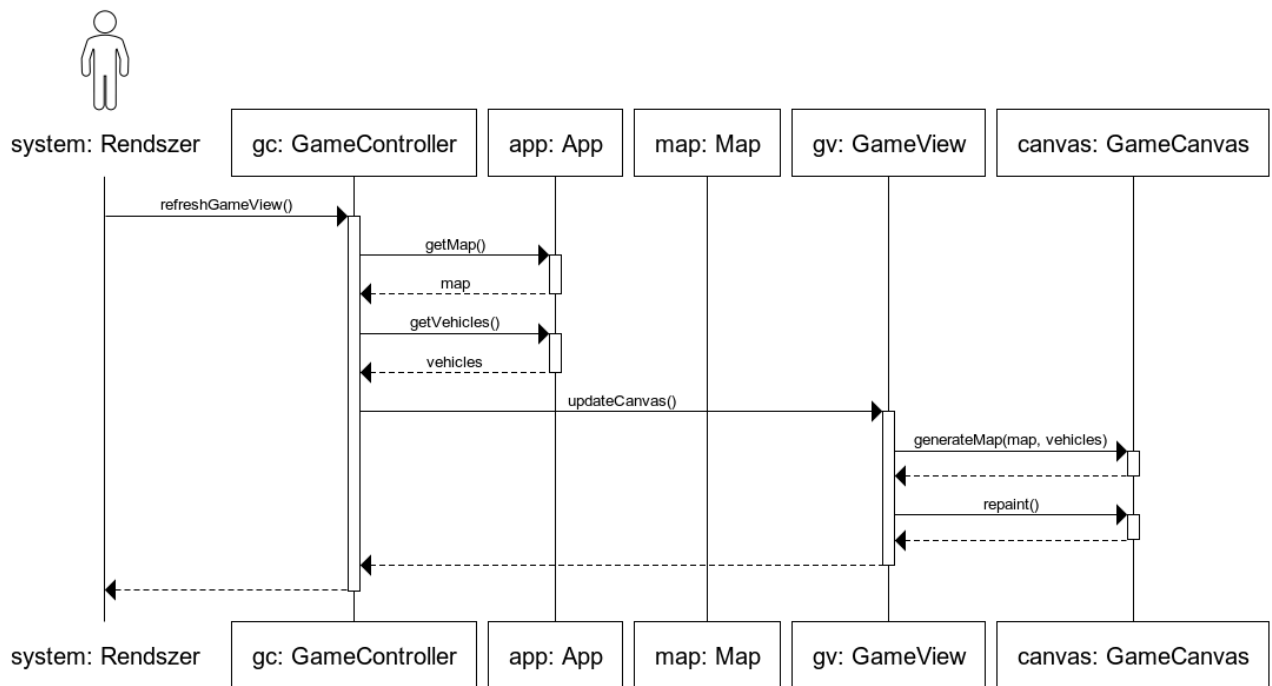 system: Rendszer
gc: GameController
app: App
map: Map
gv: GameView
canvas: GameCanvas
refreshGameView()
getMap()
map
getVehicles()
vehicles
updateCanvas()
generateMap(map, vehicles)
repaint()
system: Rendszer
gc: GameController
app: App
map: Map
gv: GameView
canvas: GameCanvas